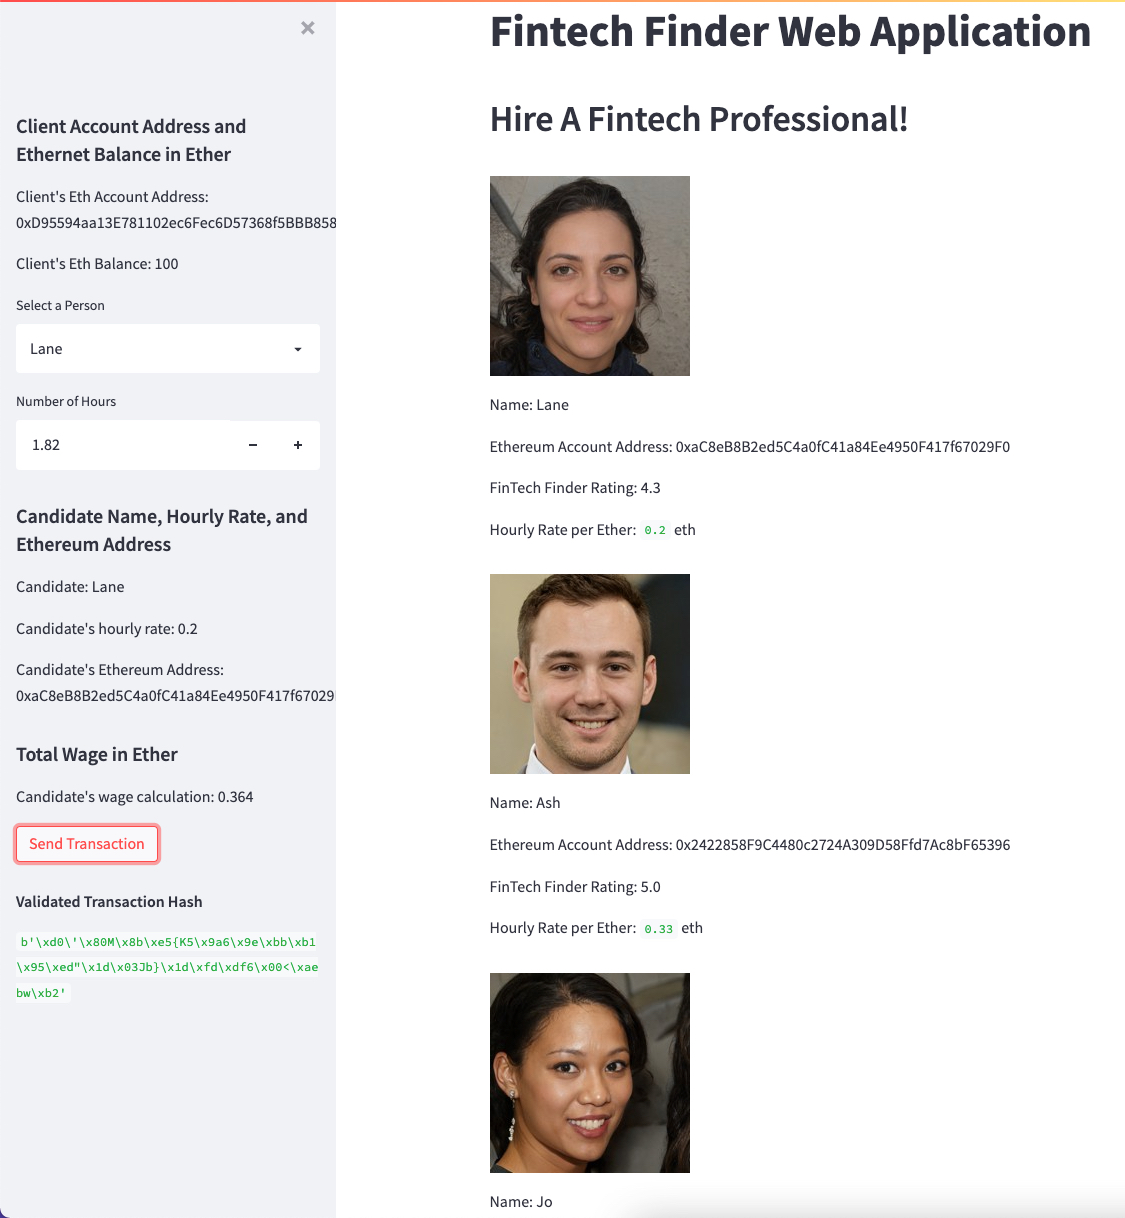 Client Account Address and
Ethernet Balance in Ether
Client's Eth Account Address:
0xD95594aa13E781102ec6Fec6D57368f5BBB858
Client's Eth Balance: 100
Select a Person
Lane
Number of Hours
1.82
Candidate Name, Hourly Rate, and
Ethereum Address
Candidate: Lane
Candidate's hourly rate: 0.2
Candidate's Ethereum Address:
0xaC8eB8B2ed5C4a0fC41a84Ee4950F417f67029
Total Wage in Ether
Candidate's wage calculation: 0.364
Send Transaction
Validated Transaction Hash
b'\xd0\'\x80M\x8b\xe5{K5\x9a6\x9e\xbb\xb1
\x95\xed"\x1d\x03Jb}\x1d\xfd\xdf6\x00<\xae
bw\xb2'
Fintech Finder Web Application
Hire A Fintech Professional!
Name: Lane
Ethereum Account Address: 0xaC8eB8B2ed5C4a0fC41a84Ee4950F417f67029F0
FinTech Finder Rating: 4.3
Hourly Rate per Ether: 0.2 eth
Name: Ash
Ethereum Account Address: 0x2422858F9C4480c2724A309D58Ffd7Ac8bF65396
FinTech Finder Rating: 5.0
Hourly Rate per Ether: 0.33 eth
Name: Jo